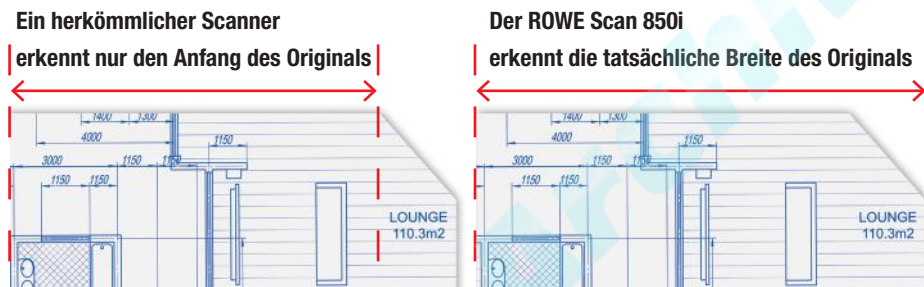 Ein herkömmlicher Scanner
erkennt nur den Anfang des Originals
1400 1300
4000
1150
3000 1150
1150 1150
LOUNGE
110.3m2
Der ROWE Scan 850i
erkennt die tatsächliche Breite des Originals
1400 1300
4000
1150
3000 1150
1150 1150
LOUNGE
110.3m2